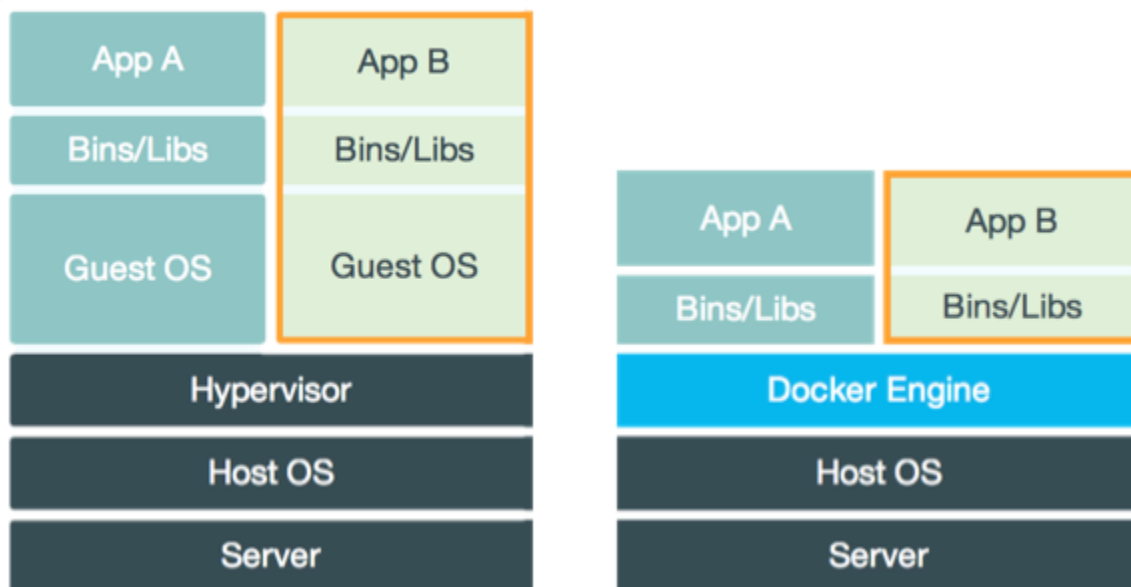 App A
App B
Bins/Libs
Bins/Libs
Guest OS
Guest OS
Hypervisor
Host OS
Server
App A
App B
Bins/Libs
Bins/Libs
Docker Engine
Host OS
Server